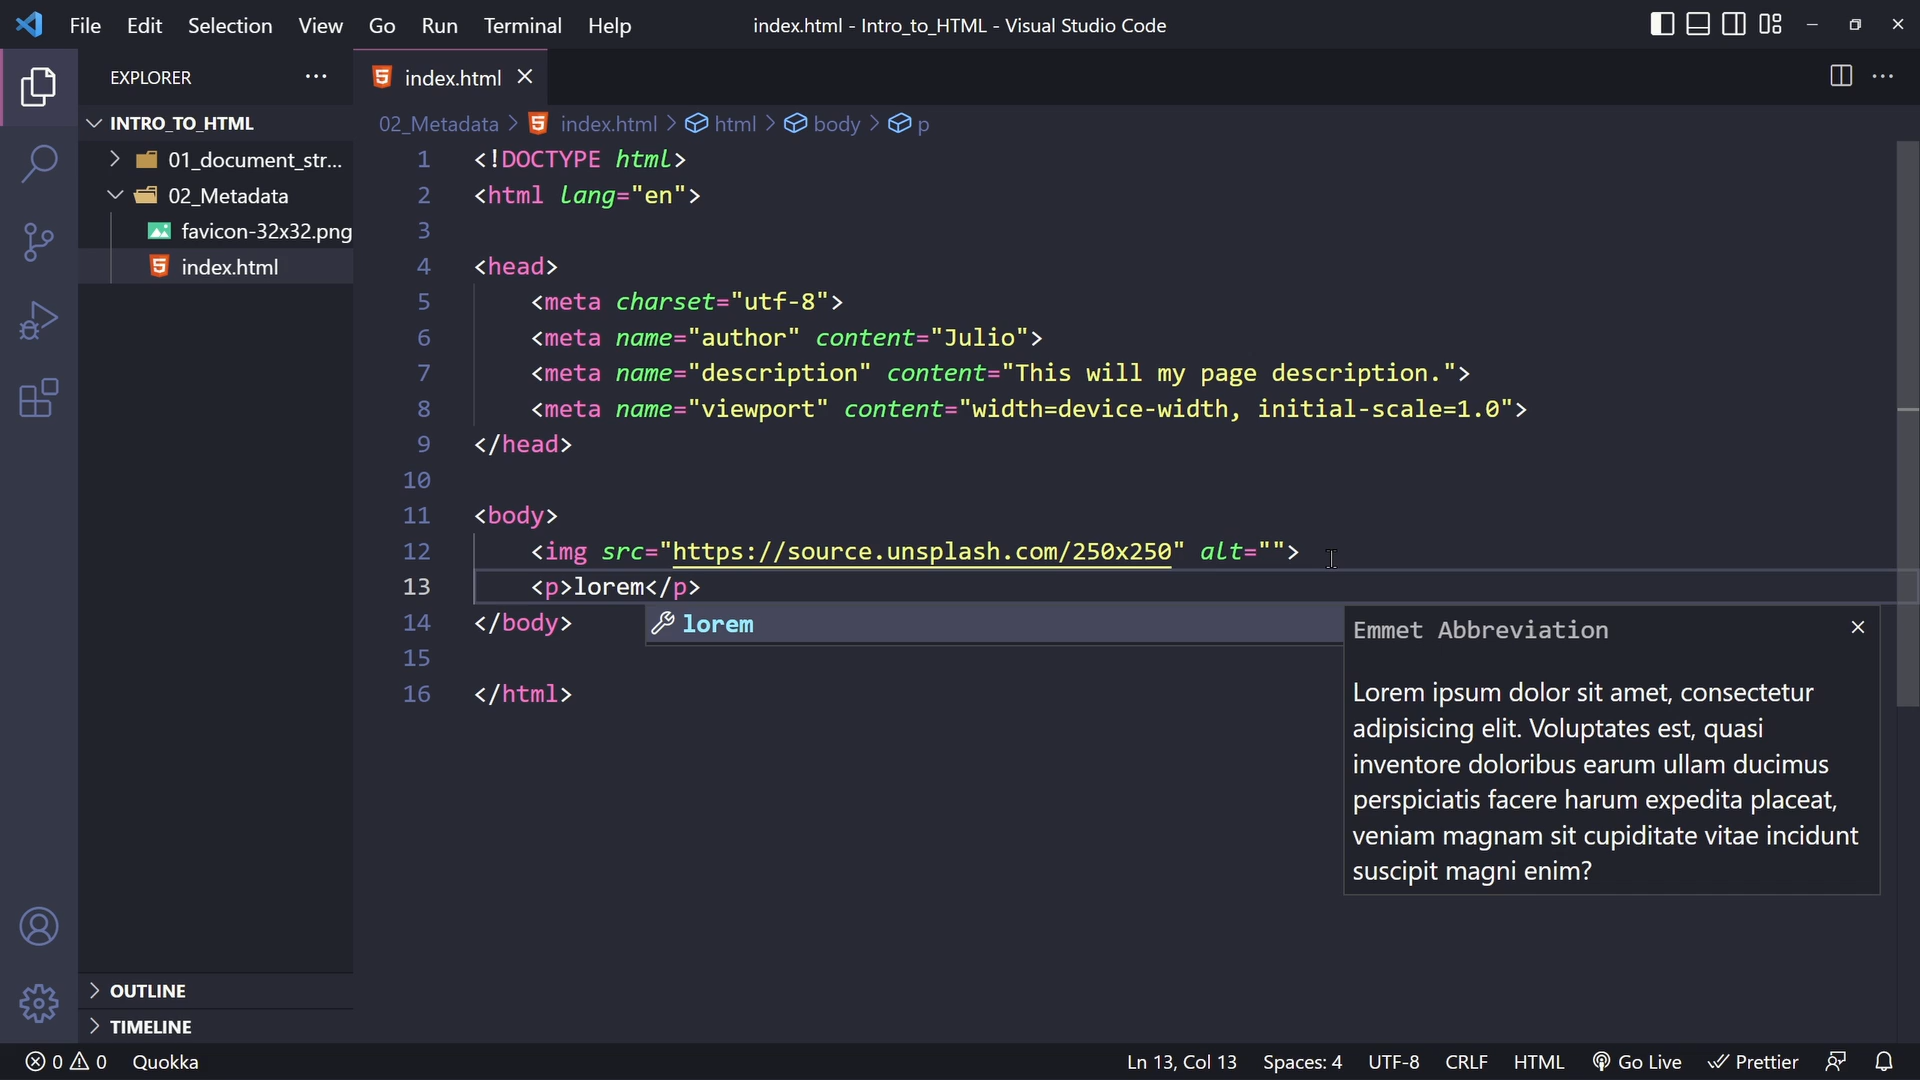 File Edit Selection View Go Run Terminal Help
index.html - Intro_to_HTML - Visual Studio Code
EXPLORER
index.html
INTRO_TO_HTML
01_document_str...
02_Metadata
favicon-32x32.png
index.html
OUTLINE
TIMELINE
02_Metadata > index.html > html > body > p
1 <!DOCTYPE html>
2 <html lang="en">
3
4 <head>
5 <meta charset="utf-8">
6 <meta name="author" content="Julio">
7 <meta name="description" content="This will my page description.">
8 <meta name="viewport" content="width=device-width, initial-scale=1.0">
9 </head>
10
11 <body>
12 <img src="https://source.unsplash.com/250x250" alt="">
13 <p>lorem</p>
14 </body>
15
16 </html>
lorem
Emmet Abbreviation
Lorem ipsum dolor sit amet, consectetur
adipisicing elit. Voluptates est, quasi
inventore doloribus earum ullam ducimus
perspiciatis facere harum expedita placeat,
veniam magnam sit cupiditate vitae incidunt
suscipit magni enim?
0 0 Quokka
Ln 13, Col 13 Spaces: 4 UTF-8 CRLF HTML Go Live Prettier